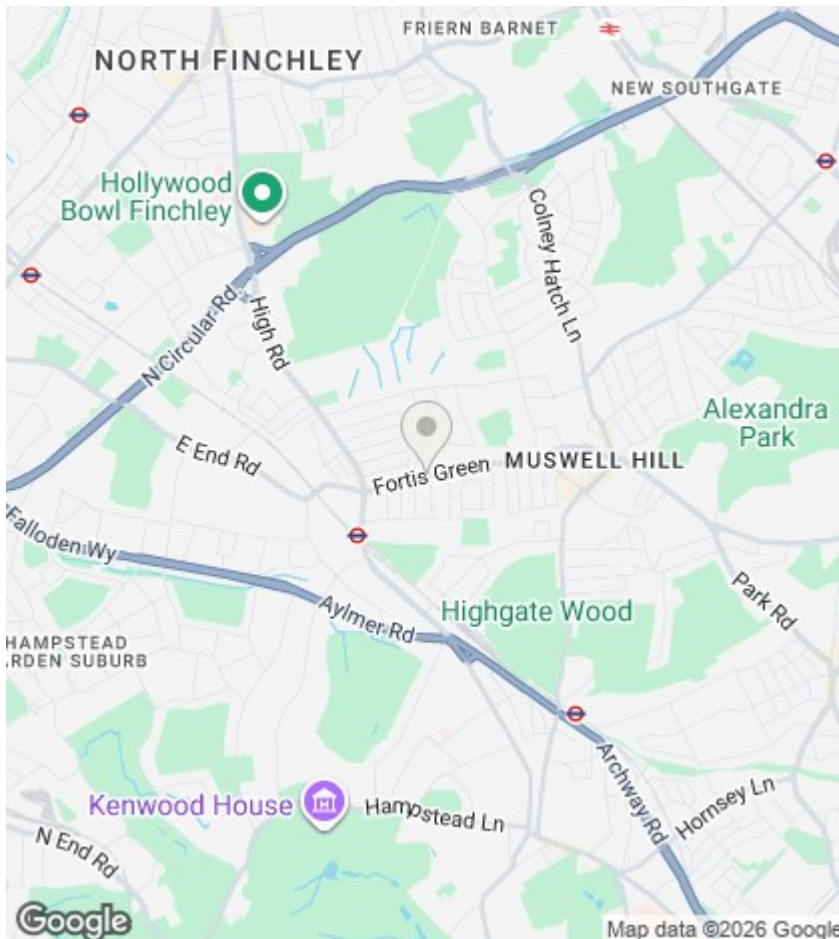 FRIERN BARNET
NORTH FINCHLEY
NEW SOUTHGATE
Hollywood
Bowl Finchley
Colney Hatch Ln
N Circular Rd
High Rd
Alexandra
Park
E End Rd
Fortis Green
MUSWELL HILL
Falloden Wy
Aylmer Rd
Highgate Wood
Park Rd
HAMPSTEAD
ARDEN SUBURB
Archway Rd
Kenwood House
Hampstead Ln
Hornsey Ln
N End Rd
Google
Map data ©2026 Google